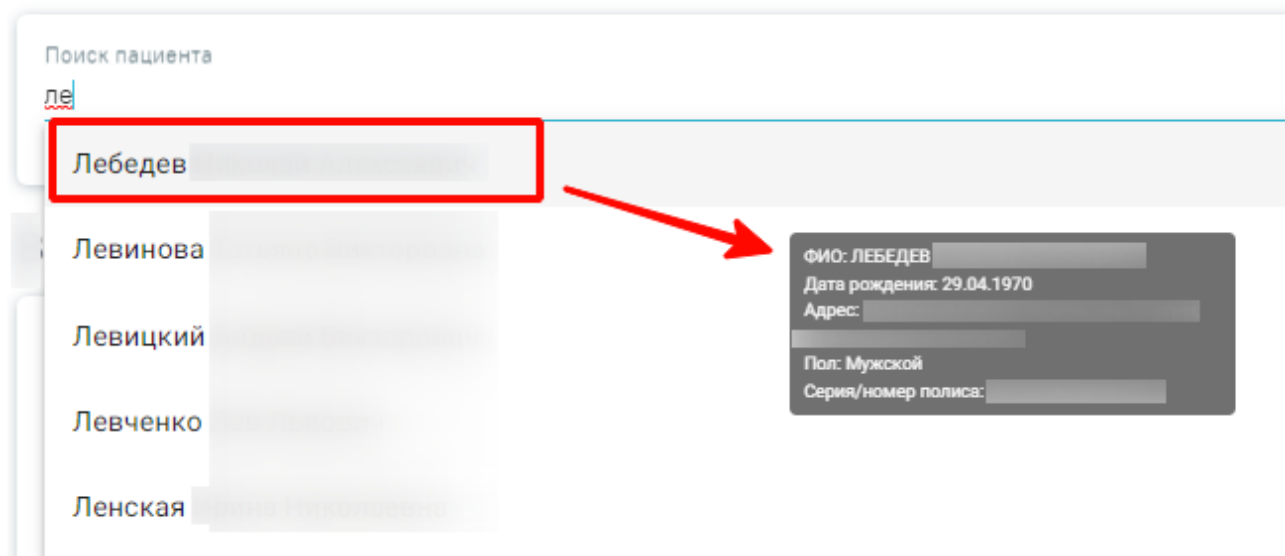 Поиск пациента
ле
Лебедев
Левинова
Левицкий
Левченко
Ленская
ФИО: ЛЕБЕДЕВ
Дата рождения: 29.04.1970
Адрес:
Пол: Мужской
Серия/номер полиса: